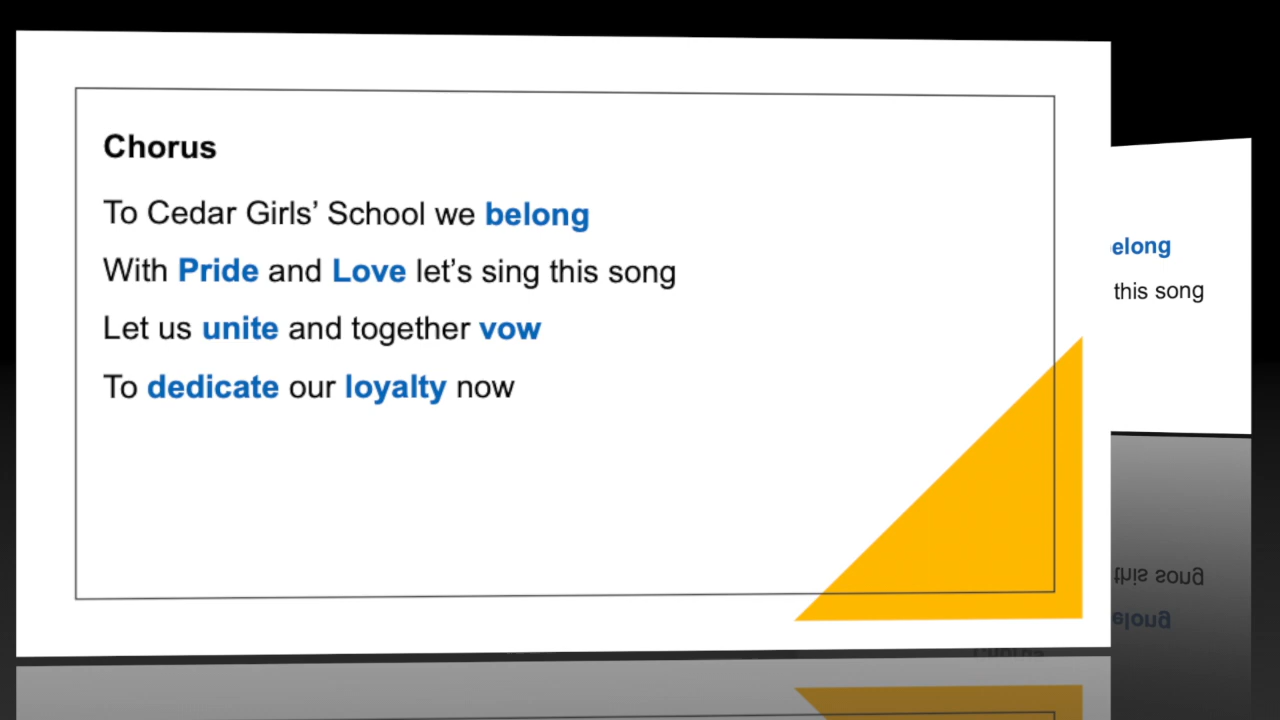 Chorus
To Cedar Girls’ School we belong
With Pride and Love let’s sing this song
Let us unite and together vow
To dedicate our loyalty now
elong
this song